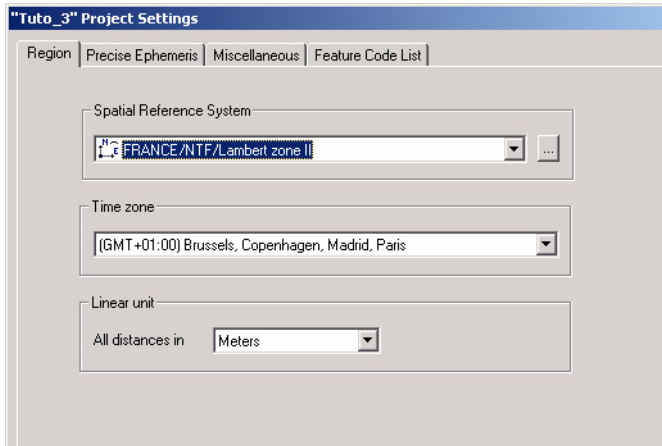 "Tuto_3" Project Settings
Region Precise Ephemeris Miscellaneous Feature Code List
Spatial Reference System
N E FRANCE/NTF/Lambert zone II
...
Time zone
(GMT+01:00) Brussels, Copenhagen, Madrid, Paris
Linear unit
All distances in Meters